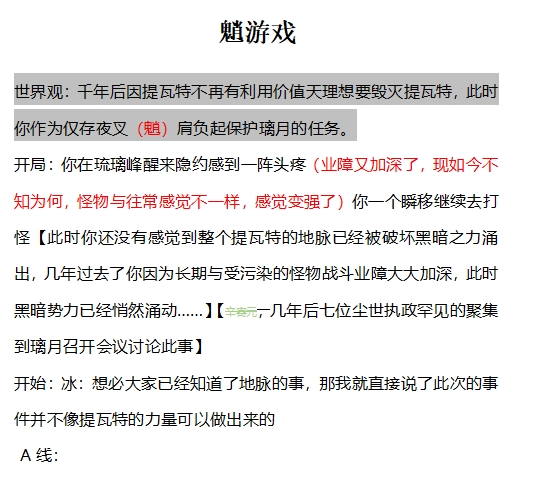 魈游戏
世界观：千年后因提瓦特不再有利用价值天理想要毁灭提瓦特，此时
你作为仅存夜叉（魈）肩负起保护璃月的任务。
开局：你在琉璃峰醒来隐约感到一阵头疼（业障又加深了，现如今不
知为何，怪物与往常感觉不一样，感觉变强了）你一个瞬移继续去打
怪【此时你还没有感觉到整个提瓦特的地脉已经被破坏黑暗之力涌
出，几年过去了你因为长期与受污染的怪物战斗业障大大加深，此时
黑暗势力已经悄然涌动……】【，几年后七位尘世执政罕见的聚集
到璃月召开会议讨论此事】
开始：冰：想必大家已经知道了地脉的事，那我就直接说了此次的事
件并不像提瓦特的力量可以做出来的
A 线：